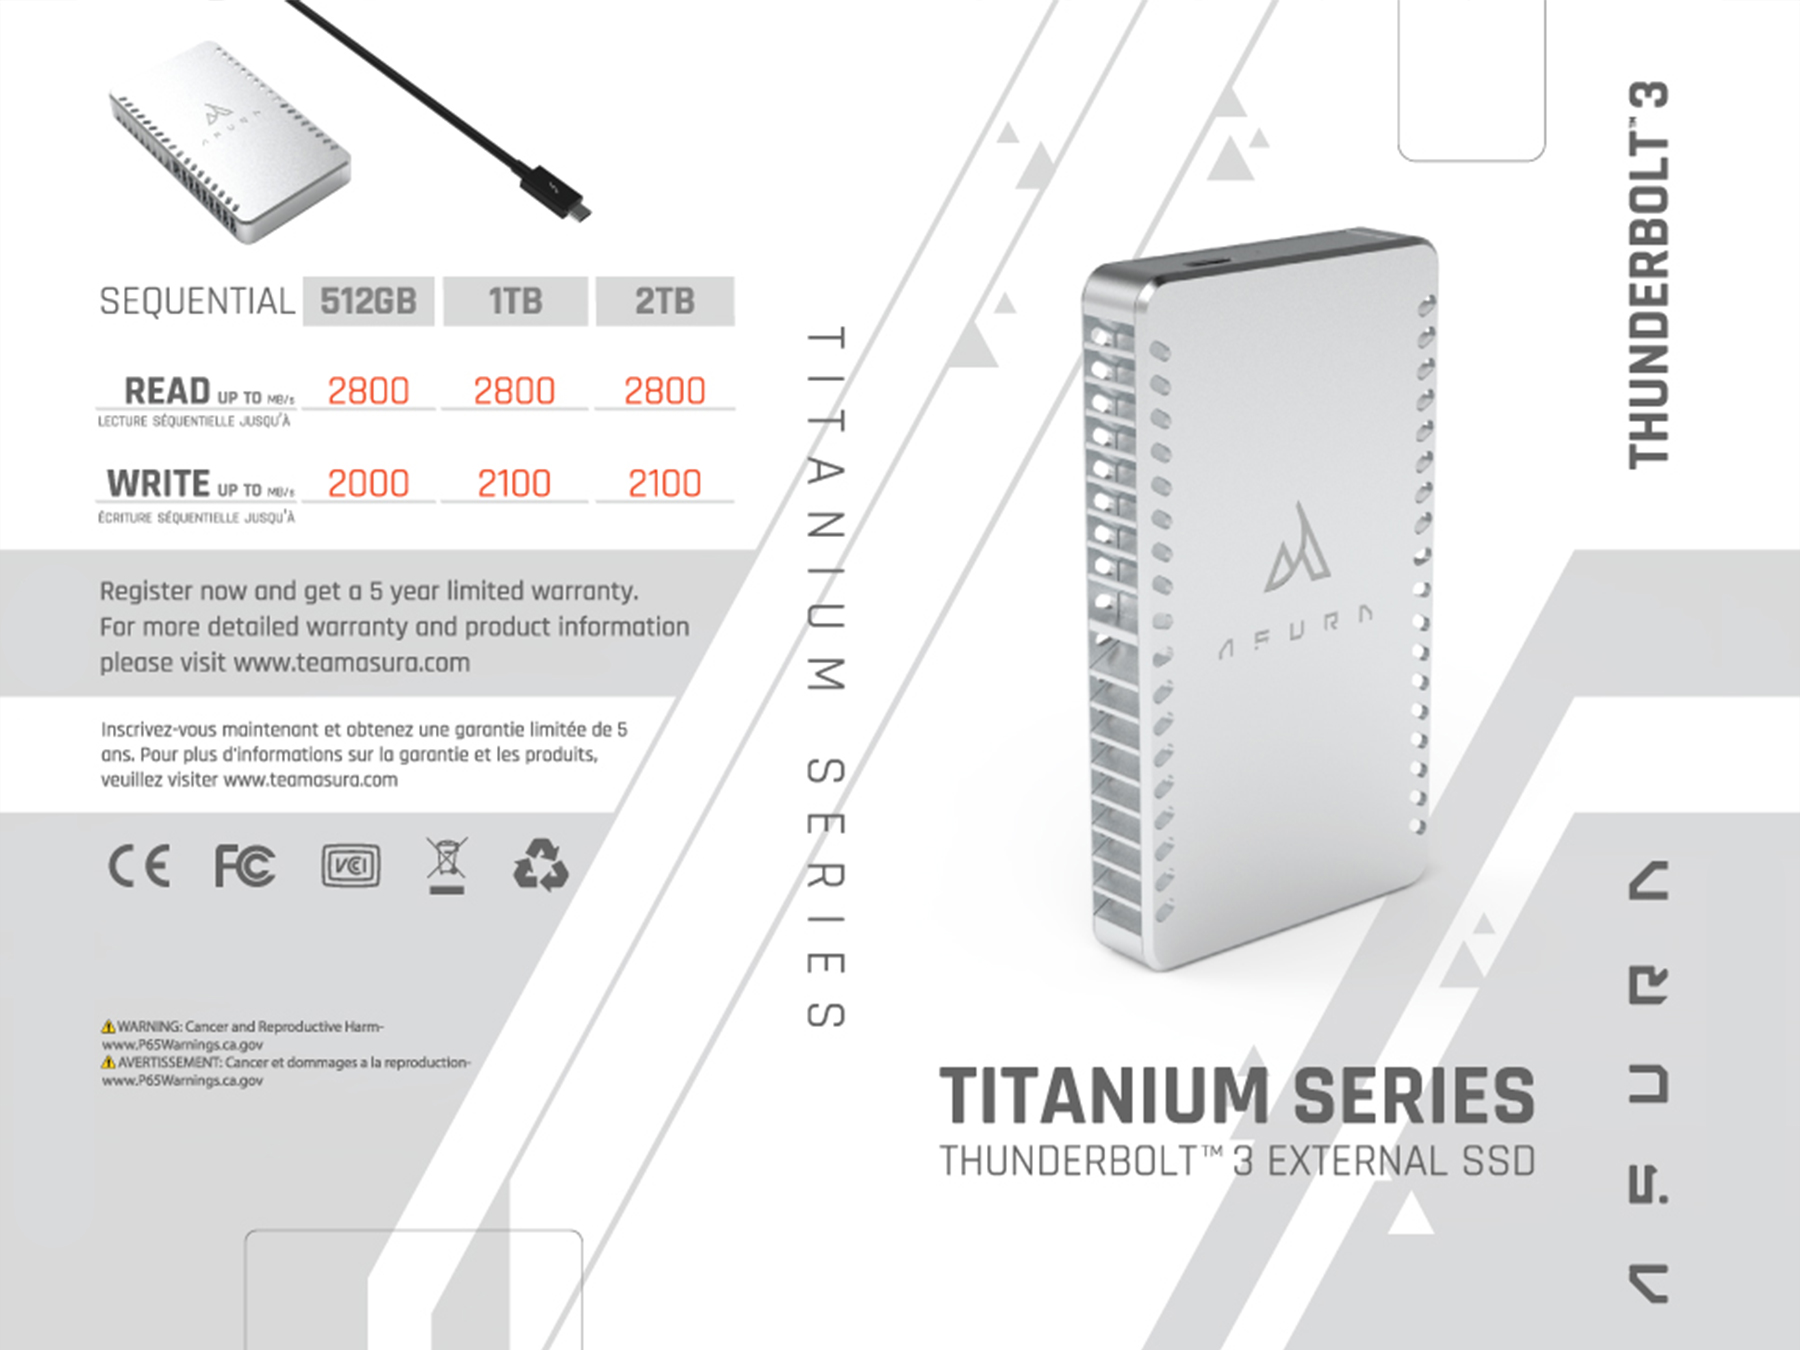 ASURA
SEQUENTIAL 512GB 1TB 2TB
READ UP TO MB/s 2800 2800 2800
LECTURE SÉQUENTIELLE JUSQU'À
WRITE UP TO MB/s 2000 2100 2100
ÉCRITURE SÉQUENTIELLE JUSQU'À
Register now and get a 5 year limited warranty.
For more detailed warranty and product information
please visit www.teamasura.com
Inscrivez-vous maintenant et obtenez une garantie limitée de 5
ans. Pour plus d'informations sur la garantie et les produits,
veuillez visiter www.teamasura.com
CE FC VCCI
WARNING: Cancer and Reproductive Harm-
www.P65Warnings.ca.gov
AVERTISSEMENT: Cancer et dommages a la reproduction-
www.P65Warnings.ca.gov
TITANIUM SERIES
ASURA
TITANIUM SERIES
THUNDERBOLT™ 3 EXTERNAL SSD
THUNDERBOLT™ 3
ASURA